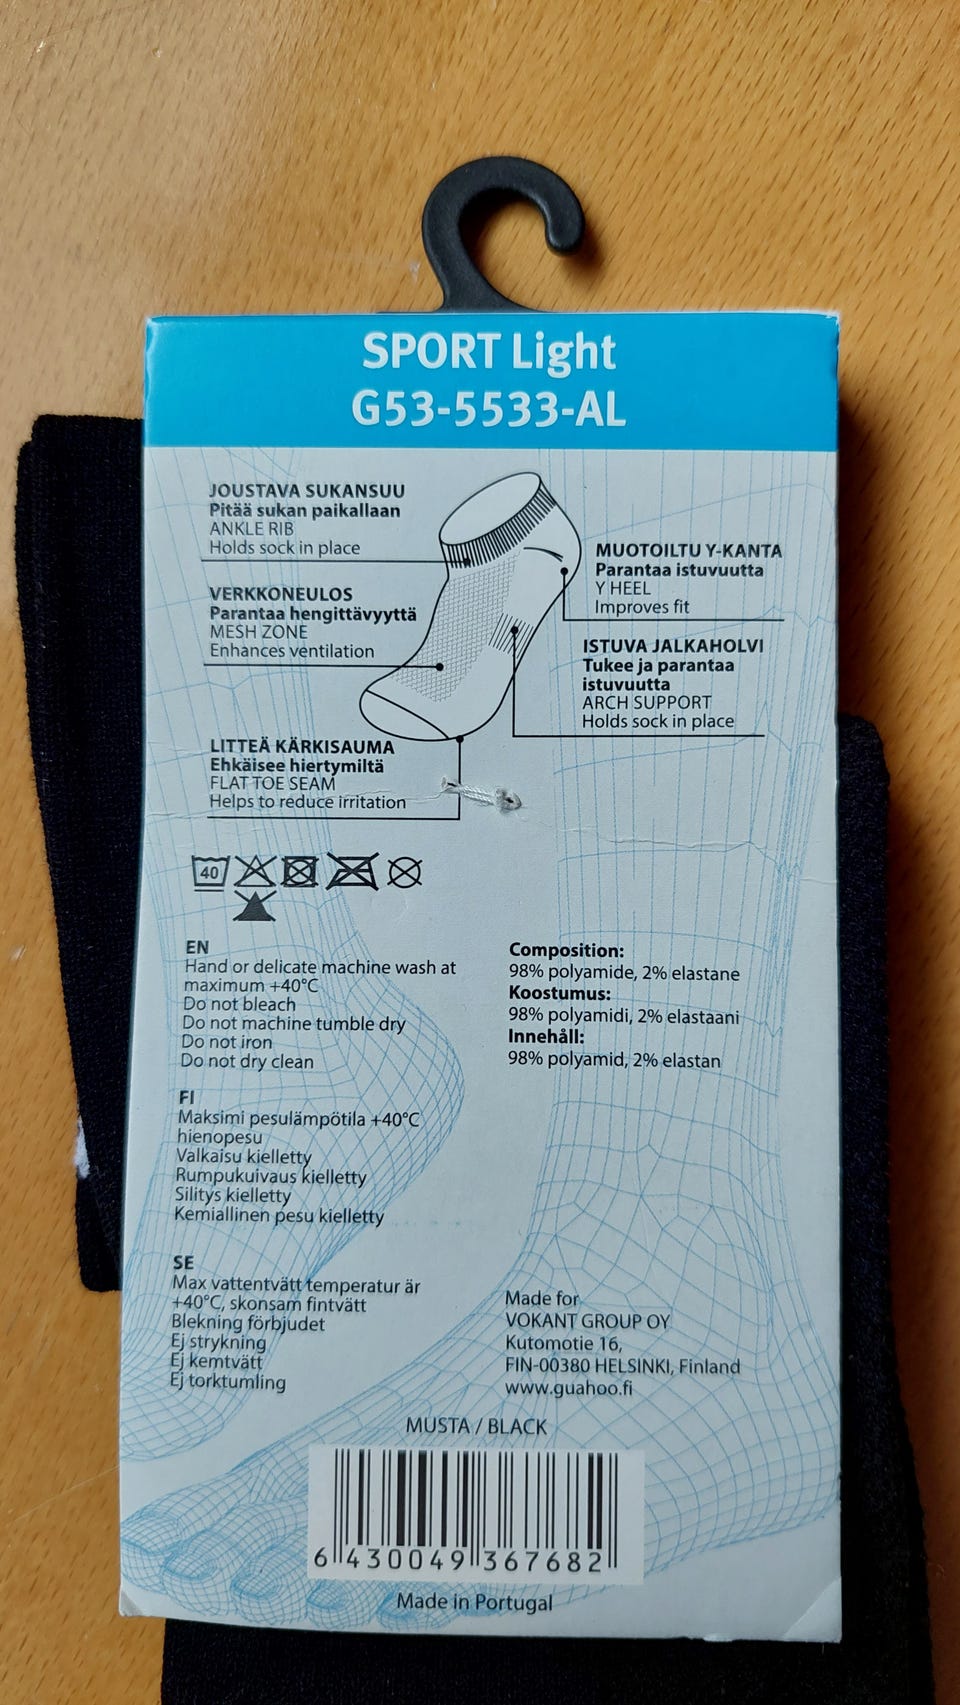 SPORT Light
G53-5533-AL
JOUSTAVA SUKANSUU
Pitää sukan paikallaan
ANKLE RIB
Holds sock in place
VERKKONEULOS
Parantaa hengittävyyttä
MESH ZONE
Enhances ventilation
LITTEÄ KÄRKISAUMA
Ehkäisee hiertymiltä
FLAT TOE SEAM
Helps to reduce irritation
MUOTOILTU Y-KANTA
Parantaa istuvuutta
Y HEEL
Improves fit
ISTUVA JALKAHOLVI
Tukee ja parantaa
istuvuutta
ARCH SUPPORT
Holds sock in place
40
EN
Hand or delicate machine wash at
maximum +40°C
Do not bleach
Do not machine tumble dry
Do not iron
Do not dry clean
FI
Maksimi pesulämpötila +40°C
hienopesu
Valkaisu kielletty
Rumpukuivaus kielletty
Silitys kielletty
Kemiallinen pesu kielletty
SE
Max vattentvätt temperatur är
+40°C, skonsam fintvätt
Blekning förbjudet
Ej strykning
Ej kemtvätt
Ej torktumling
Composition:
98% polyamide, 2% elastane
Koostumus:
98% polyamidi, 2% elastaani
Innehåll:
98% polyamid, 2% elastan
Made for
VOKANT GROUP OY
Kutomotie 16,
FIN-00380 HELSINKI, Finland
www.guahoo.fi
MUSTA / BLACK
6 430049 367682
Made in Portugal